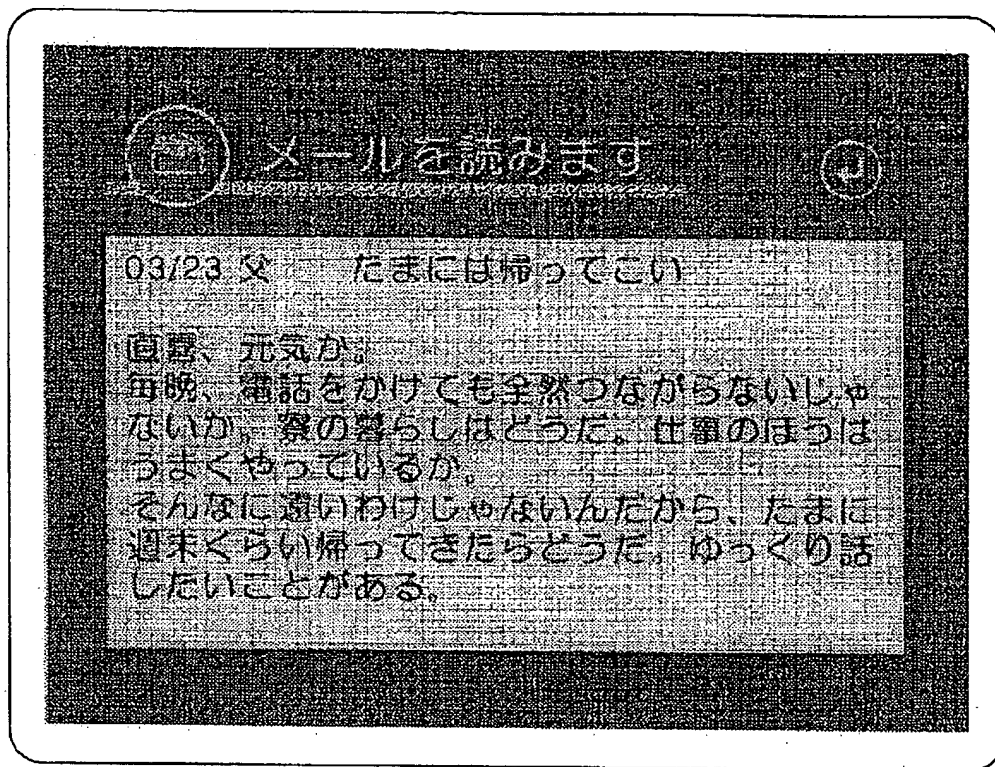 メールを読みます
03/23 父 たまには帰ってこい
直喜、元気か。
毎晩、電話をかけても全然つながらないじゃ
ないか。寮の暮らしはどうだ。仕事のほうは
うまくやっているか。
そんなに遠いわけじゃないんだから、たまに
週末くらい帰ってきたらどうだ。ゆっくり話
したいことがある。